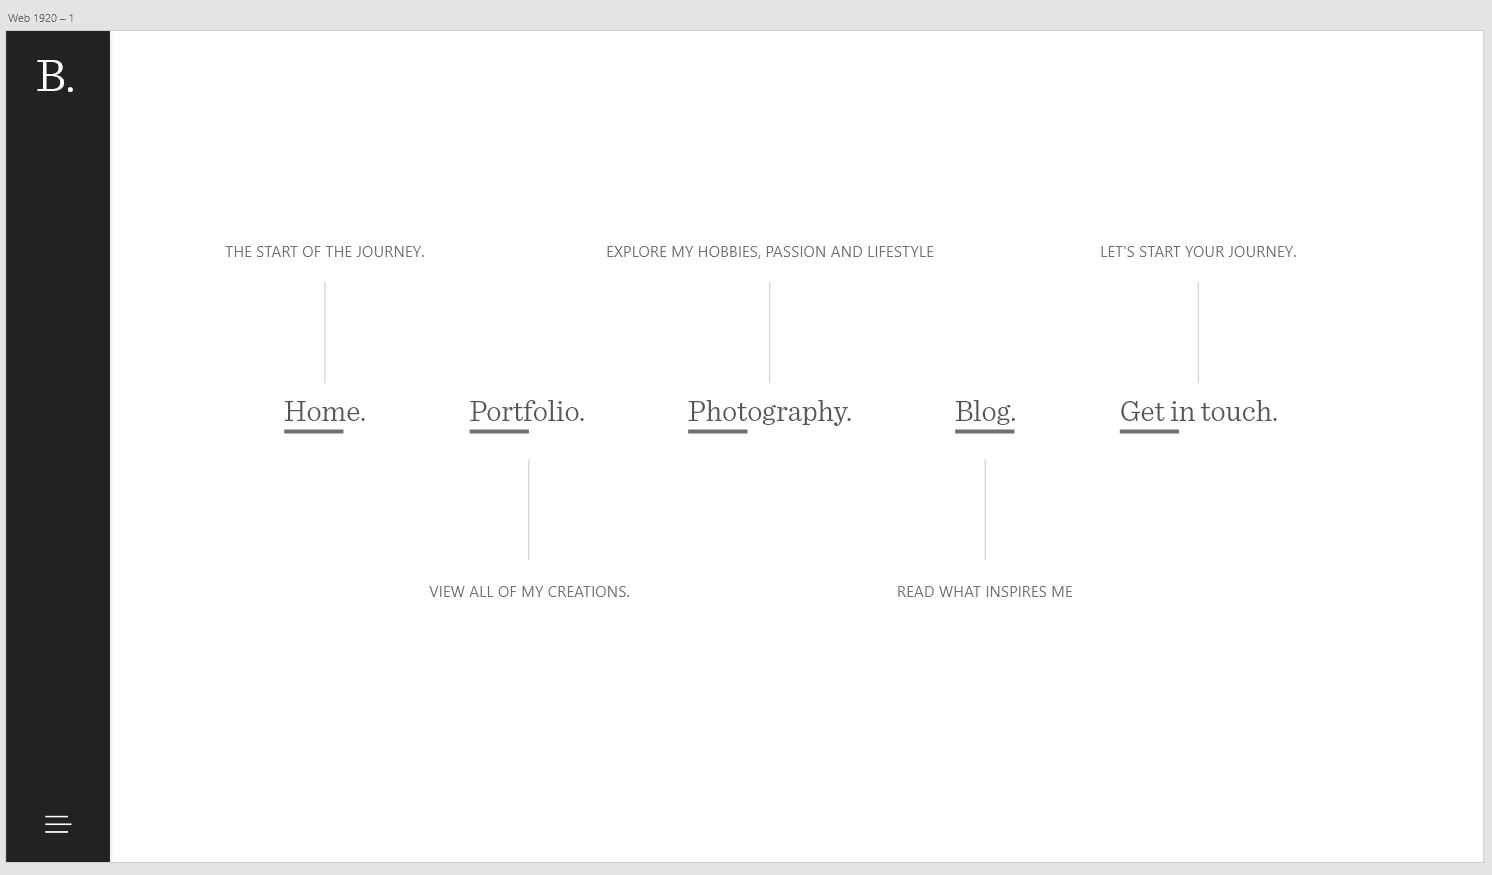 Web 1920 – 1
B.
THE START OF THE JOURNEY.
EXPLORE MY HOBBIES, PASSION AND LIFESTYLE
LET'S START YOUR JOURNEY.
Home.
Portfolio.
Photography.
Blog.
Get in touch.
VIEW ALL OF MY CREATIONS.
READ WHAT INSPIRES ME